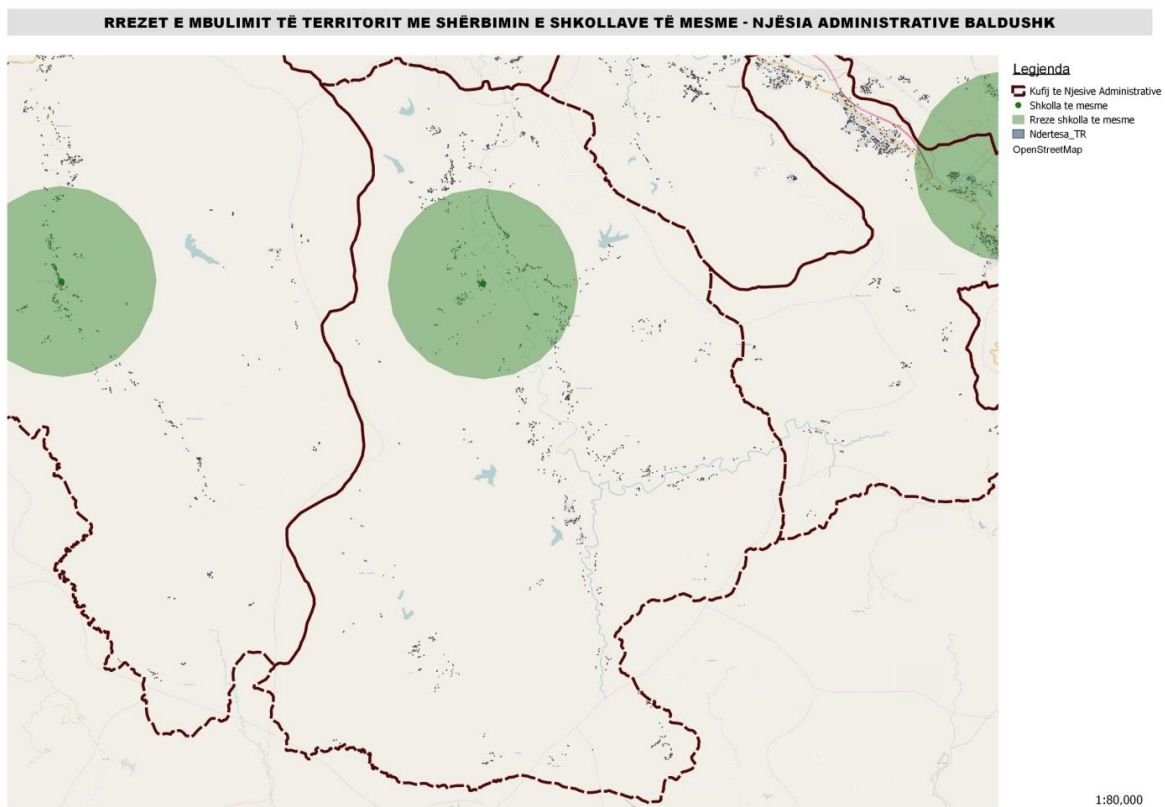 RREZET E MBULIMIT TË TERRITORIT ME SHËRBIMIN E SHKOLLAVE TË MESME - NJËSIA ADMINISTRATIVE BALDUSHK
Legjenda
Kufij te Njesive Administrative
Shkolla te mesme
Rreze shkolla te mesme
Ndertesa_TR
OpenStreetMap
1:80,000